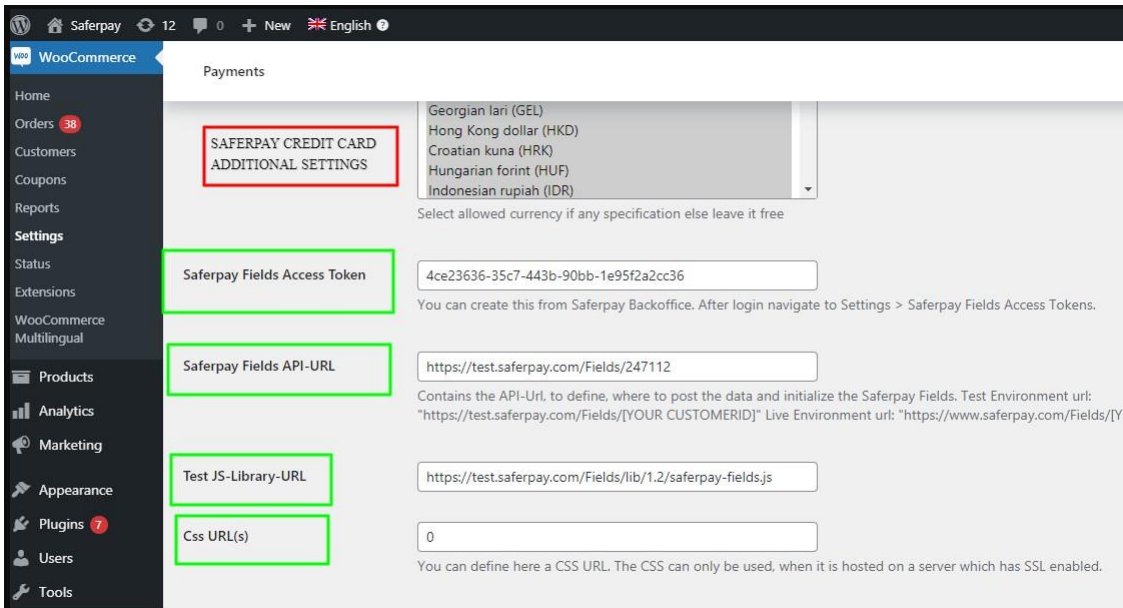 Saferpay 12 0 New English
WooCommerce
Payments
Home
Orders 38
Customers
Coupons
Reports
Settings
Status
Extensions
WooCommerce
Multilingual
Products
Analytics
Marketing
Appearance
Plugins 7
Users
Tools
SAFERPAY CREDIT CARD
ADDITIONAL SETTINGS
Georgian lari (GEL)
Hong Kong dollar (HKD)
Croatian kuna (HRK)
Hungarian forint (HUF)
Indonesian rupiah (IDR)
Select allowed currency if any specification else leave it free
Saferpay Fields Access Token
4ce23636-35c7-443b-90bb-1e95f2a2cc36
You can create this from Saferpay Backoffice. After login navigate to Settings > Saferpay Fields Access Tokens.
Saferpay Fields API-URL
https://test.saferpay.com/Fields/247112
Contains the API-Url, to define, where to post the data and initialize the Saferpay Fields. Test Environment url:
"https://test.saferpay.com/Fields/[YOUR CUSTOMERID]" Live Environment url: "https://www.saferpay.com/Fields/[Y
Test JS-Library-URL
https://test.saferpay.com/Fields/lib/1.2/saferpay-fields.js
Css URL(s)
0
You can define here a CSS URL. The CSS can only be used, when it is hosted on a server which has SSL enabled.